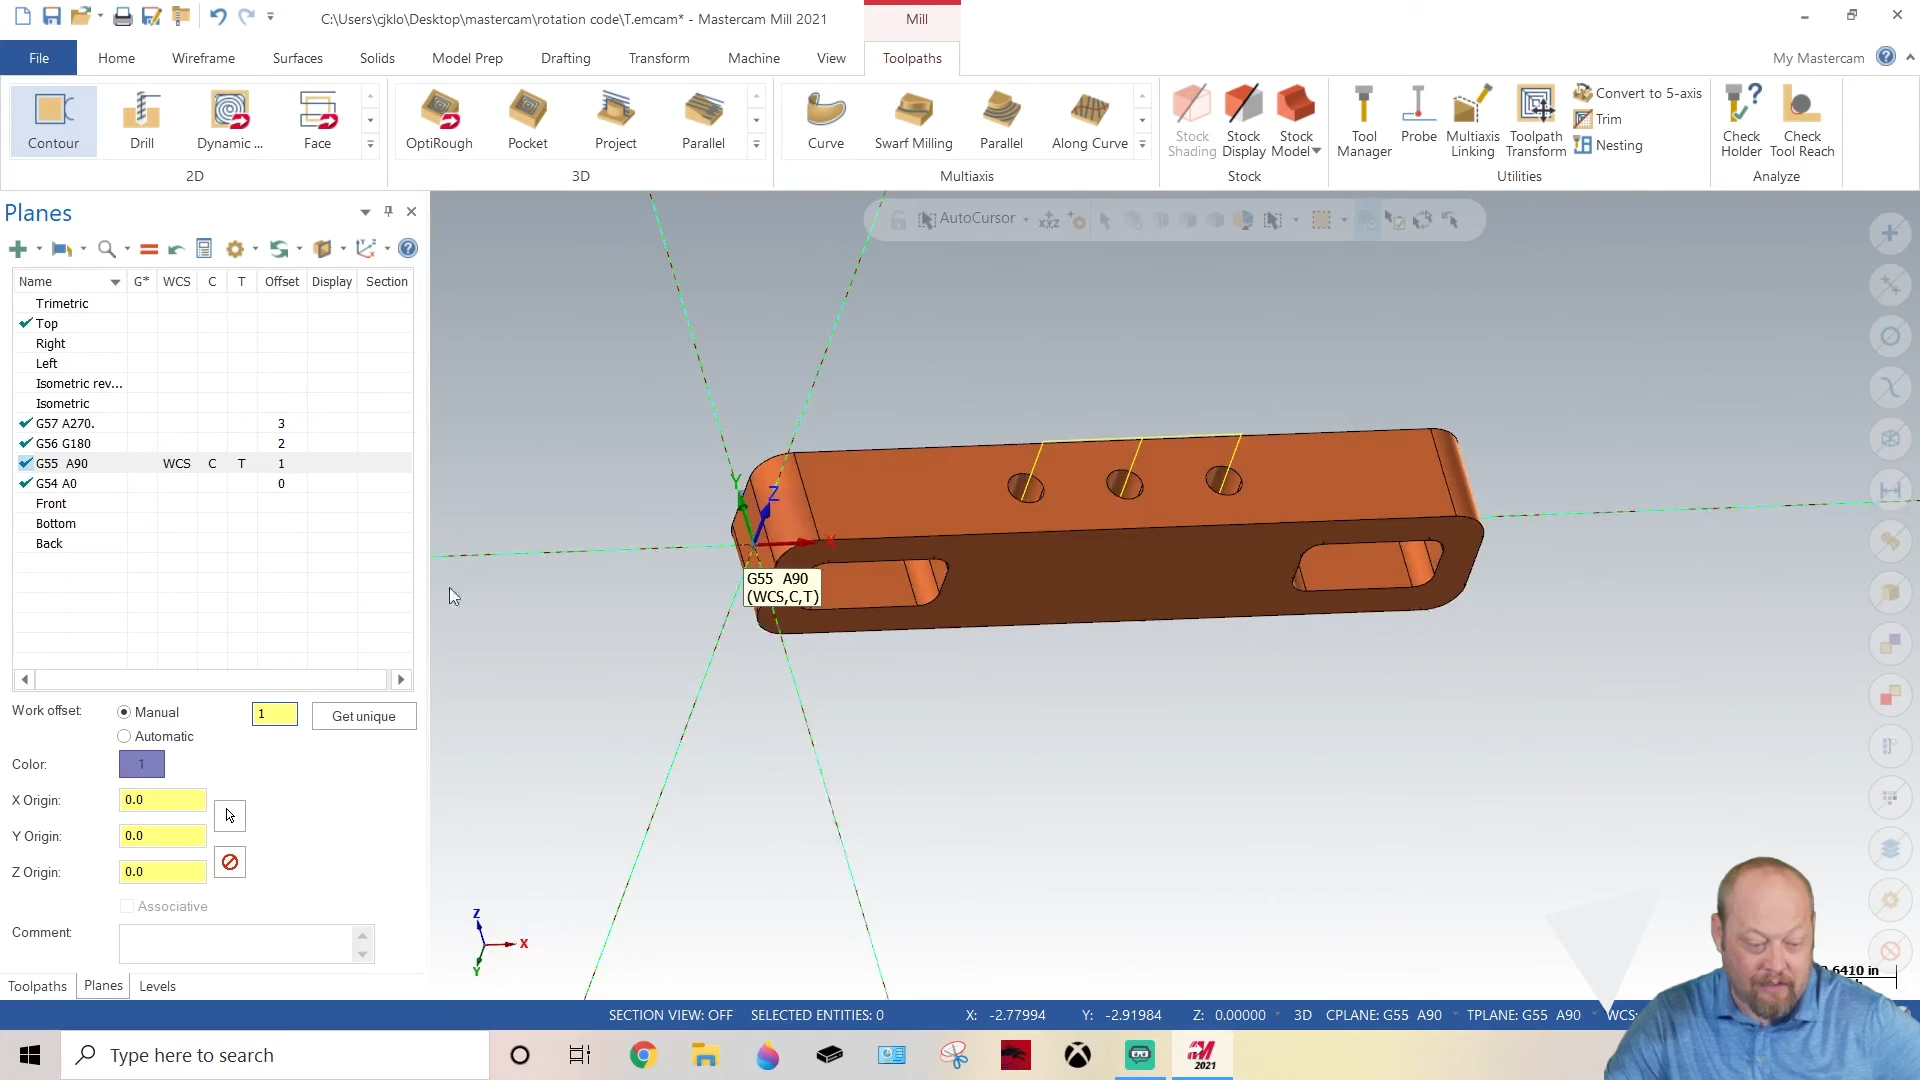 C:\Users\cjklo\Desktop\mastercam\rotation code\T.emcam* - Mastercam Mill 2021
Mill
File
Home
Wireframe
Surfaces
Solids
Model Prep
Drafting
Transform
Machine
View
Toolpaths
My Mastercam
Contour
Drill
Dynamic ...
Face
2D
OptiRough
Pocket
Project
Parallel
3D
Curve
Swarf Milling
Parallel
Along Curve
Multiaxis
Stock Shading
Stock Display
Stock Model
Stock
Tool Manager
Probe
Multiaxis Linking
Toolpath Transform
Convert to 5-axis
Trim
Nesting
Utilities
Check Holder
Check Tool Reach
Analyze
Planes
AutoCursor
Name G* WCS C T Offset Display Section
Trimetric
Top
Right
Left
Isometric rev...
Isometric
G57 A270. 3
G56 G180 2
G55 A90 WCS C T 1
G54 A0 0
Front
Bottom
Back
Y
Z
X
G55 A90
(WCS,C,T)
Work offset:
Manual
1
Get unique
Automatic
Color:
1
X Origin:
0.0
Y Origin:
0.0
Z Origin:
0.0
Associative
Comment:
Z
X
Y
.6410 in
Toolpaths
Planes
Levels
SECTION VIEW: OFF SELECTED ENTITIES: 0 X: -2.77994 Y: -2.91984 Z: 0.00000 3D CPLANE: G55 A90 TPLANE: G55 A90 WCS:
Type here to search
2021